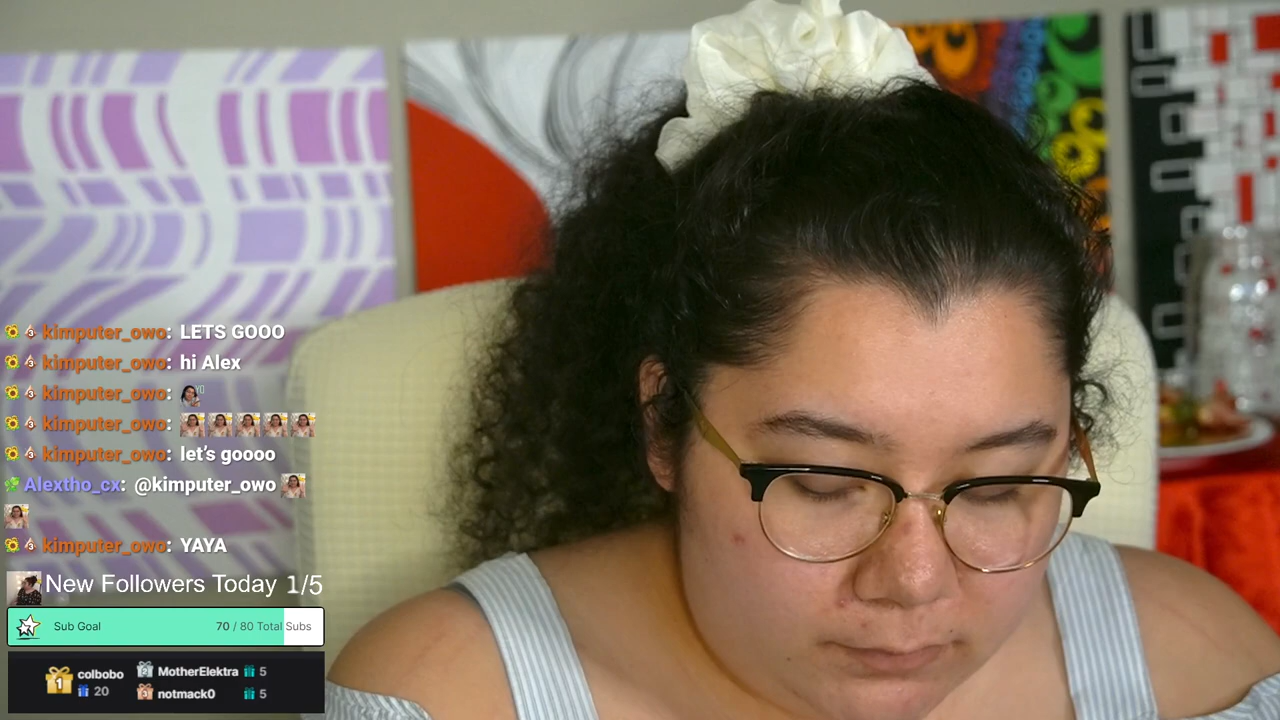 kimputer_owo: LETS GOOO
kimputer_owo: hi Alex
kimputer_owo:
kimputer_owo:
kimputer_owo: let's goooo
Alextho_cx: @kimputer_owo
kimputer_owo: YAYA
New Followers Today 1/5
Sub Goal 70 / 80 Total Subs
colbobo
20
MotherElektra 5
notmack0 5